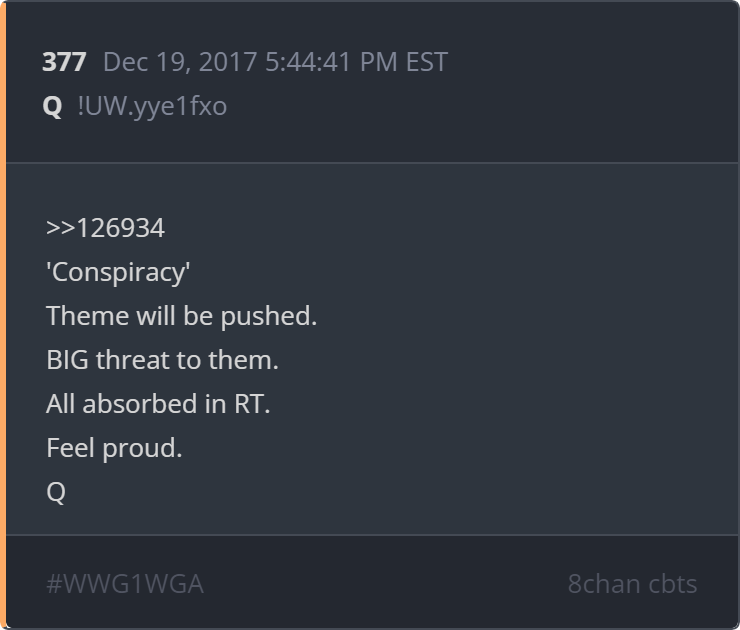 377 Dec 19, 2017 5:44:41 PM EST
Q !UW.yye1fxo
>>126934
'Conspiracy'
Theme will be pushed.
BIG threat to them.
All absorbed in RT.
Feel proud.
Q
#WWG1WGA 8chan cbts